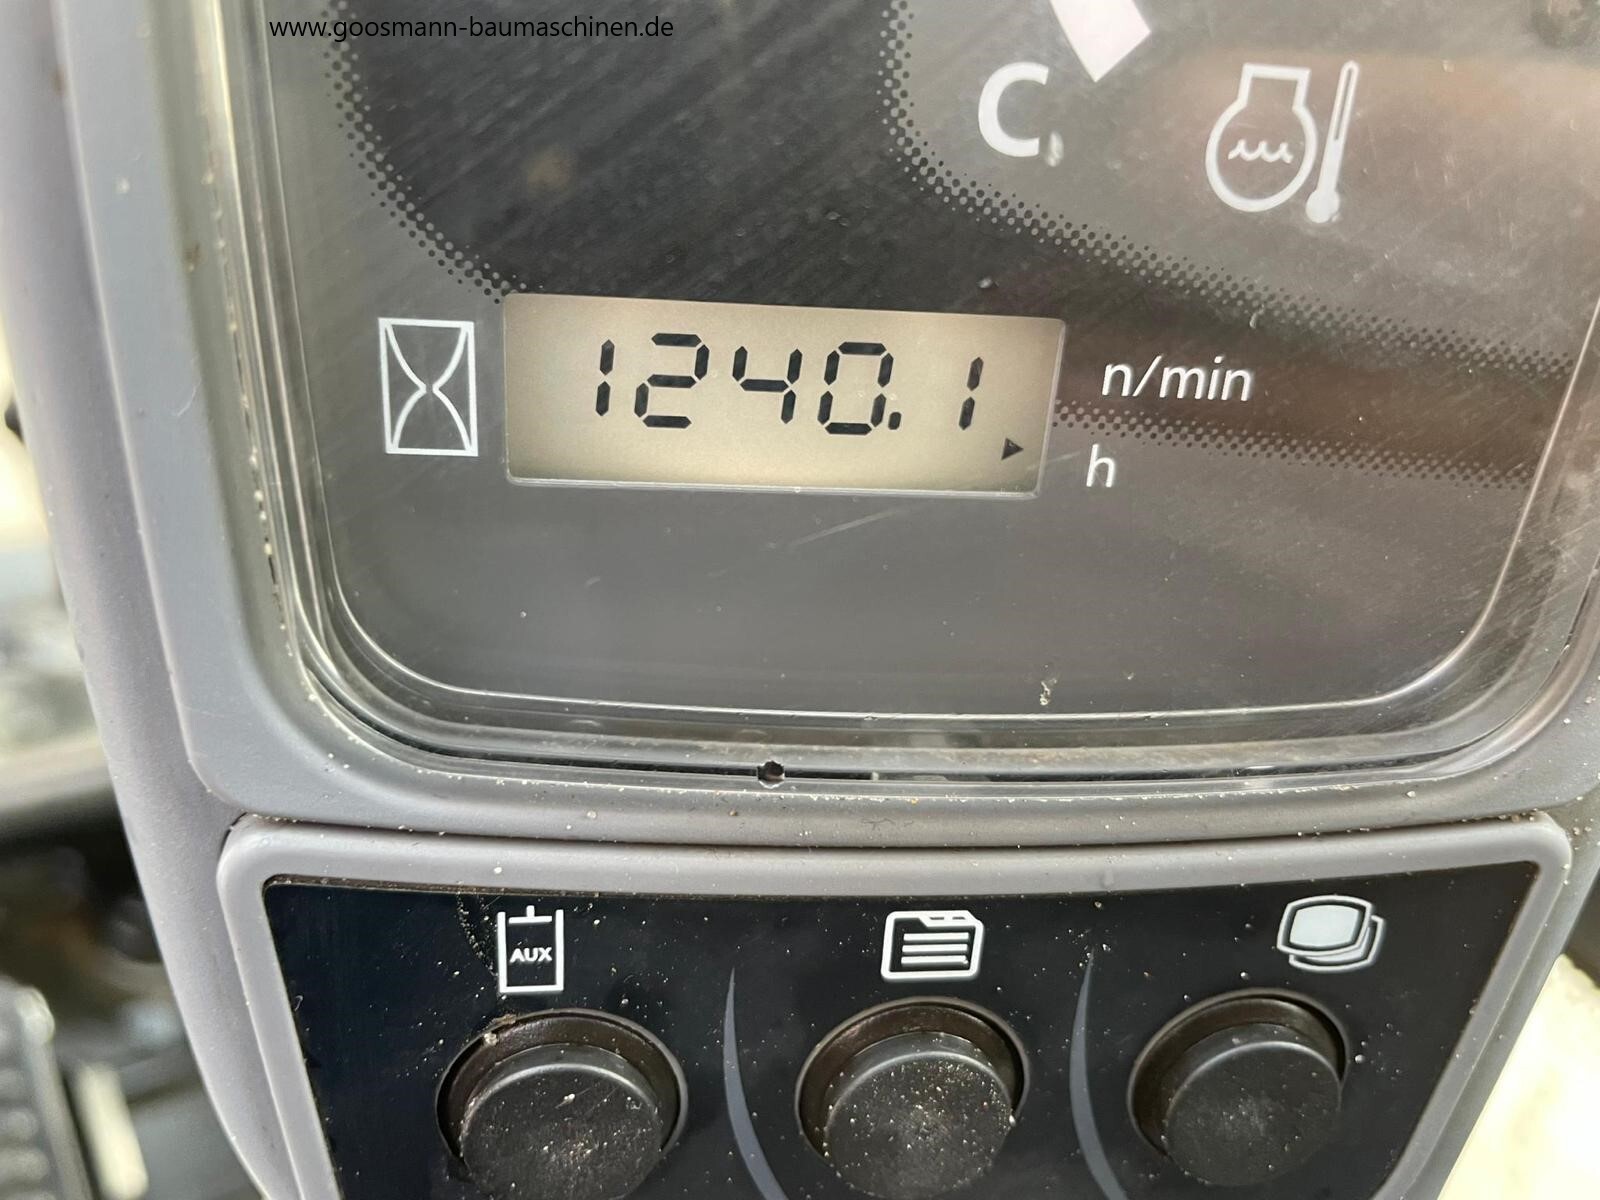 www.goosmann-baumaschinen.de
C
1240.1
n/min
h
AUX